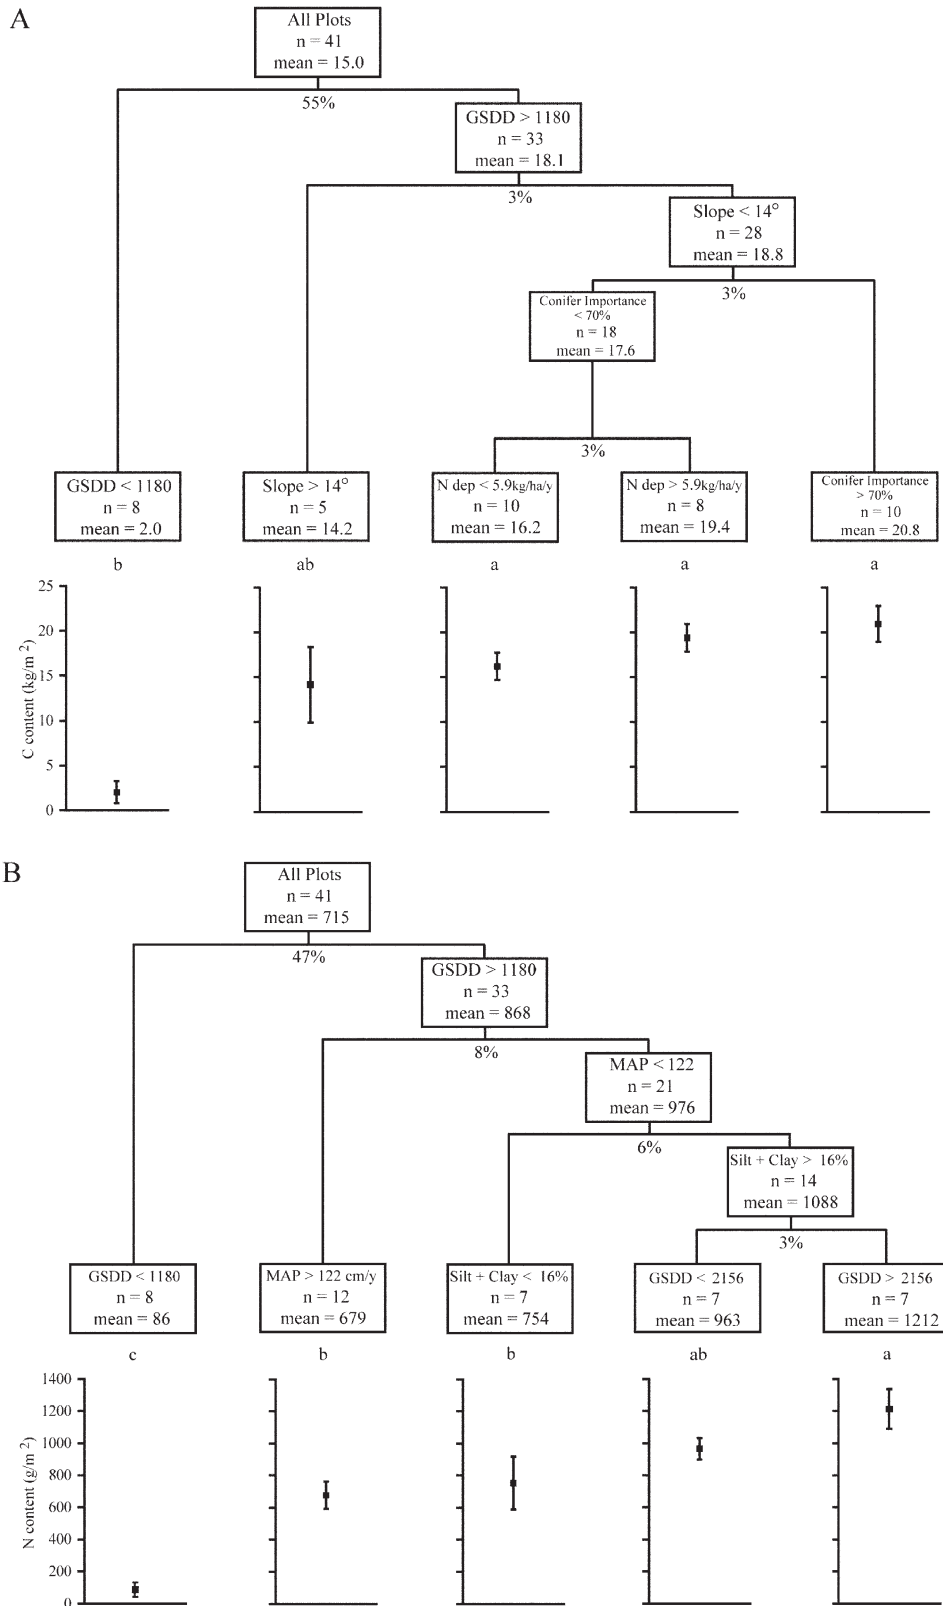 A
All Plots
n = 41
mean = 15.0
55%
GSDD > 1180
n = 33
mean = 18.1
3%
Slope < 14°
n = 28
mean = 18.8
3%
Conifer Importance
< 70%
n = 18
mean = 17.6
3%
GSDD < 1180
n = 8
mean = 2.0
b
Slope > 14°
n = 5
mean = 14.2
ab
N dep < 5.9kg/ha/y
n = 10
mean = 16.2
a
N dep > 5.9kg/ha/y
n = 8
mean = 19.4
a
Conifer Importance
> 70%
n = 10
mean = 20.8
a
C content (kg/m²)
25
20
15
10
5
0
B
All Plots
n = 41
mean = 715
47%
GSDD > 1180
n = 33
mean = 868
8%
MAP < 122
n = 21
mean = 976
6%
Silt + Clay > 16%
n = 14
mean = 1088
3%
GSDD < 1180
n = 8
mean = 86
c
MAP > 122 cm/y
n = 12
mean = 679
b
Silt + Clay < 16%
n = 7
mean = 754
b
GSDD < 2156
n = 7
mean = 963
ab
GSDD > 2156
n = 7
mean = 1212
a
N content (g/m²)
1400
1200
1000
800
600
400
200
0